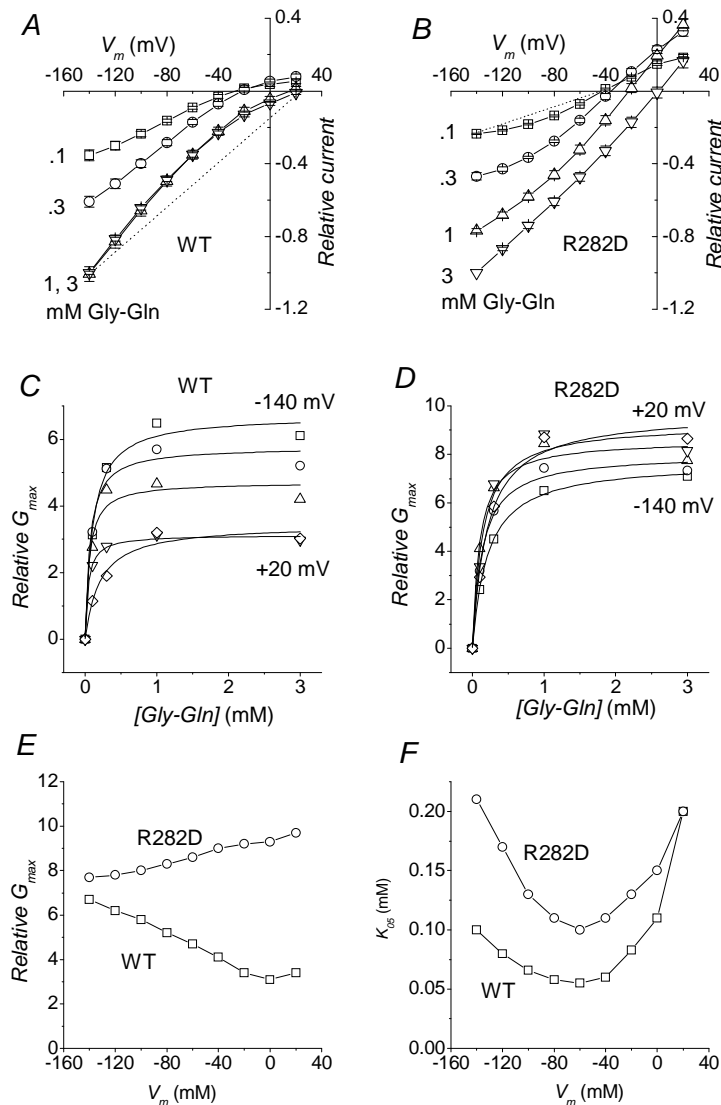 A
V_m (mV)
-160 -120 -80 -40 40
0.4
-0.4
-0.8
-1.2
Relative current
.1
.3
1, 3
mM Gly-Gln
WT
B
V_m (mV)
-160 -120 -80 -40 40
0.4
-0.4
-0.8
-1.2
Relative current
.1
.3
1
3
mM Gly-Gln
R282D
C
WT
-140 mV
+20 mV
Relative G_max
6
4
2
0
0 1 2 3
[Gly-Gln] (mM)
D
R282D
+20 mV
-140 mV
Relative G_max
10
8
6
4
2
0
0 1 2 3
[Gly-Gln] (mM)
E
R282D
WT
Relative G_max
12
10
8
6
4
2
0
-160 -120 -80 -40 0 40
V_m (mM)
F
R282D
WT
K_05 (mM)
0.20
0.15
0.10
0.05
0.00
-160 -120 -80 -40 0 40
V_m (mM)